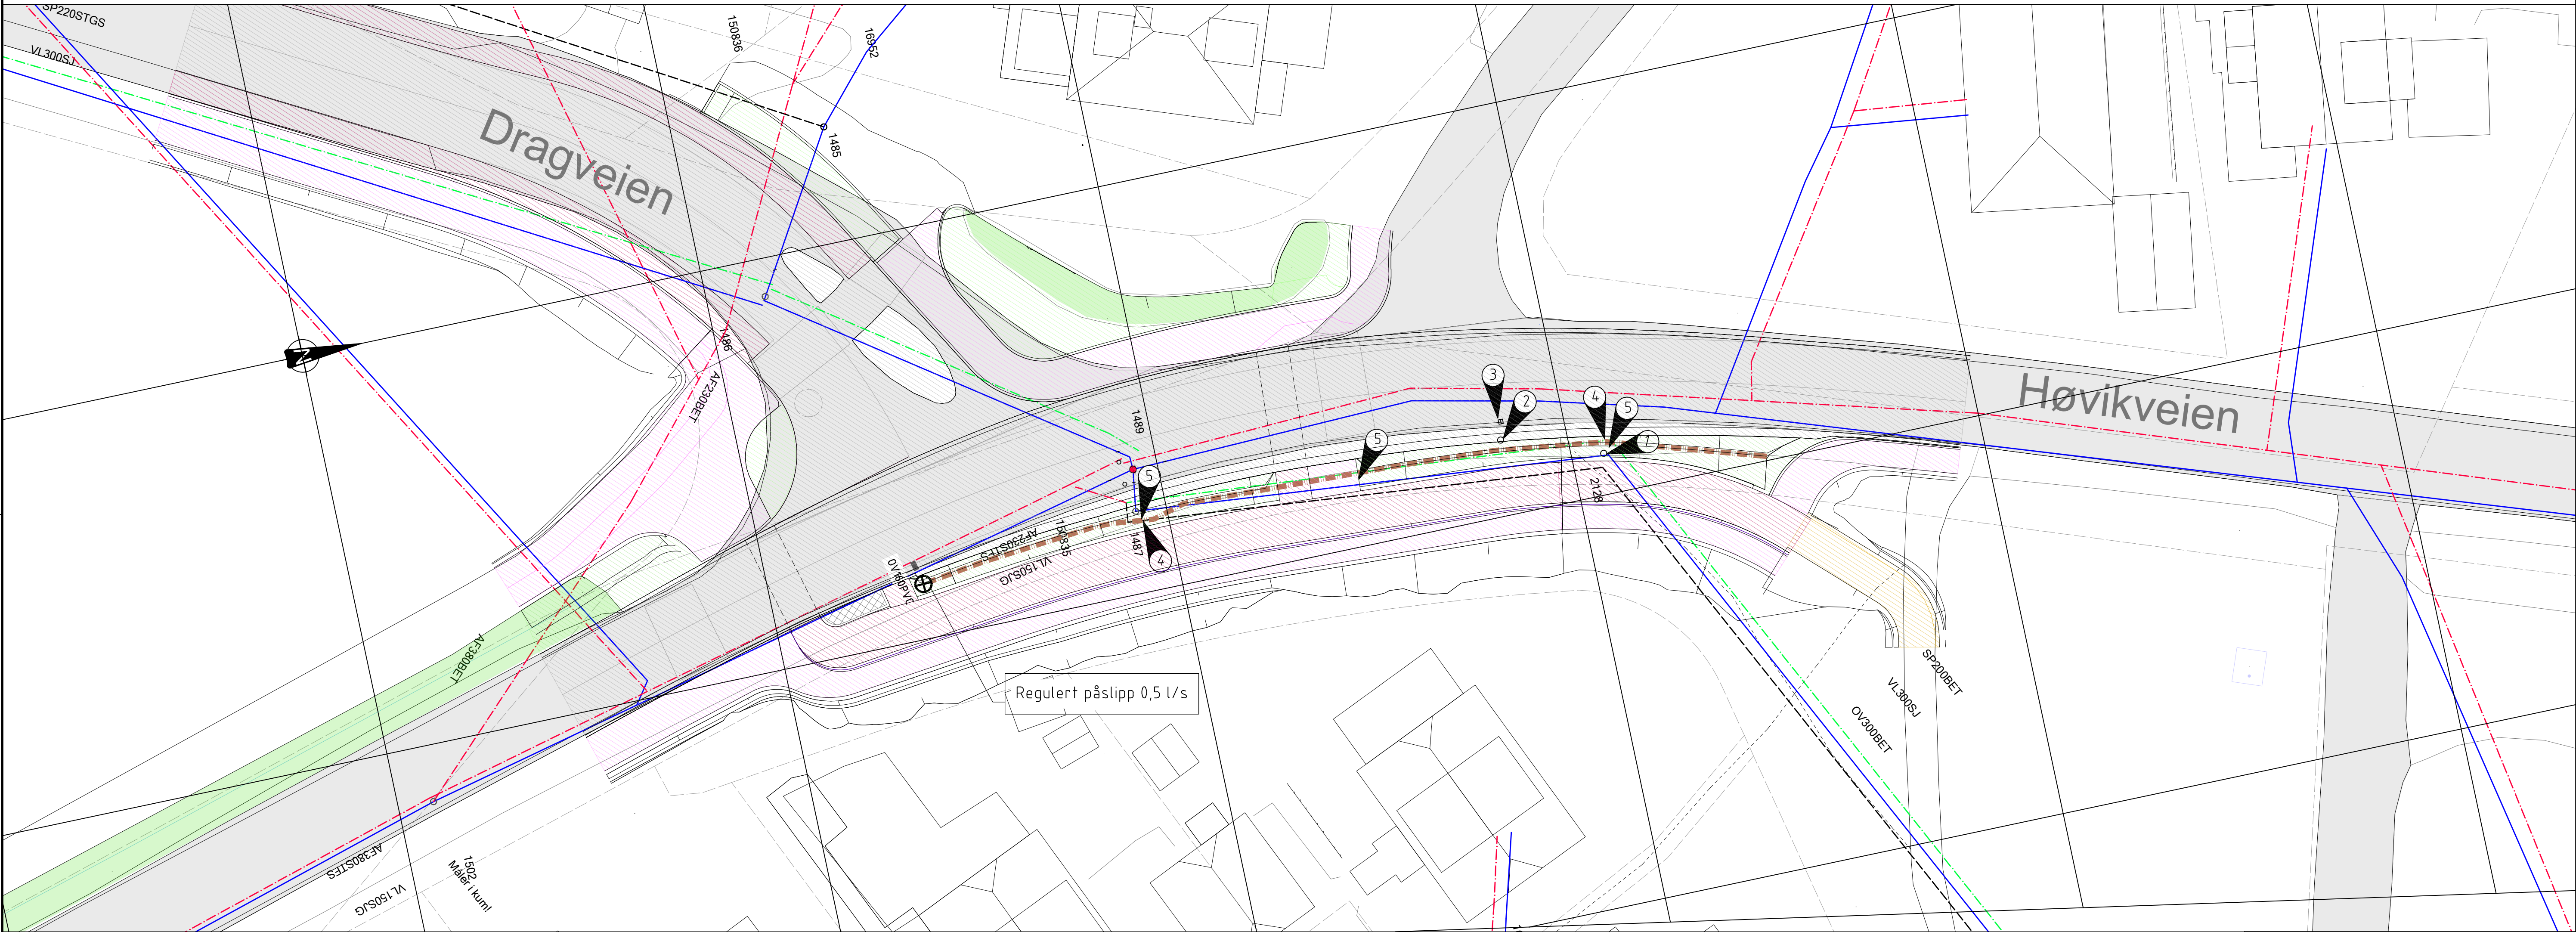 SP220STGS
VL300SJ
150836
16952
Dragveien
1485
1486
AF230BET
N
1489
3
2
4
5
1
5
5
4
Høvikveien
2128
AF230STFS
150835
1487
VL150SJG
OV160PVC
Regulert påslipp 0,5 l/s
AF380BET
SP200BET
VL300SJ
OV300BET
AF380STFS
VL150SJG
1502
Måler i kum!